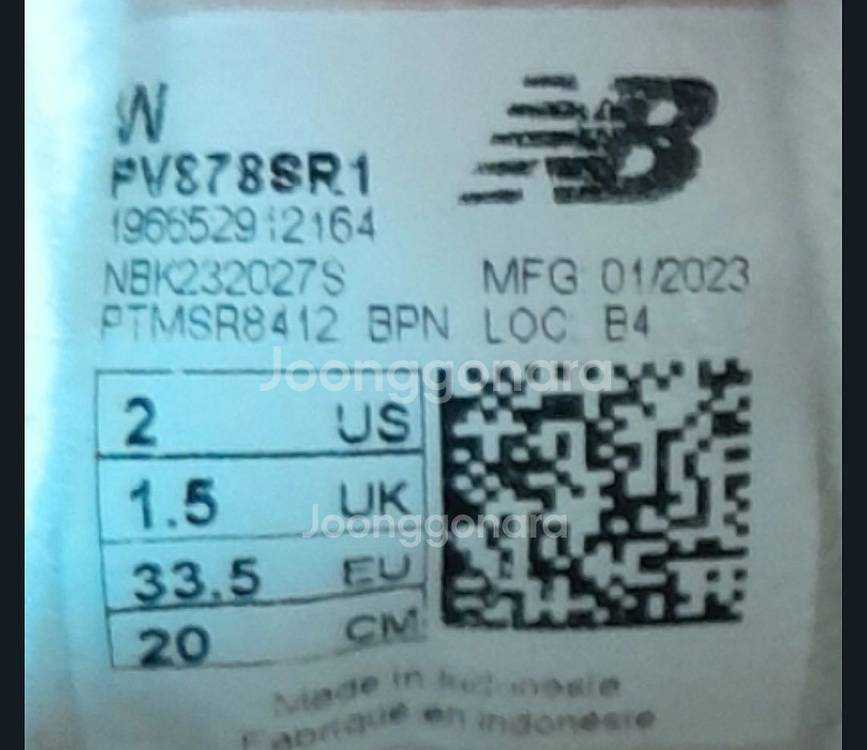 W
PV878SR1
196652912164
NBK232027S MFG 01/2023
PTMSR8412 BPN LOC B4
Joonggonara
2 US
1.5 UK
Joonggonara
33.5 EU
20 CM
Made in Indonesia
Fabriqué en indonésie